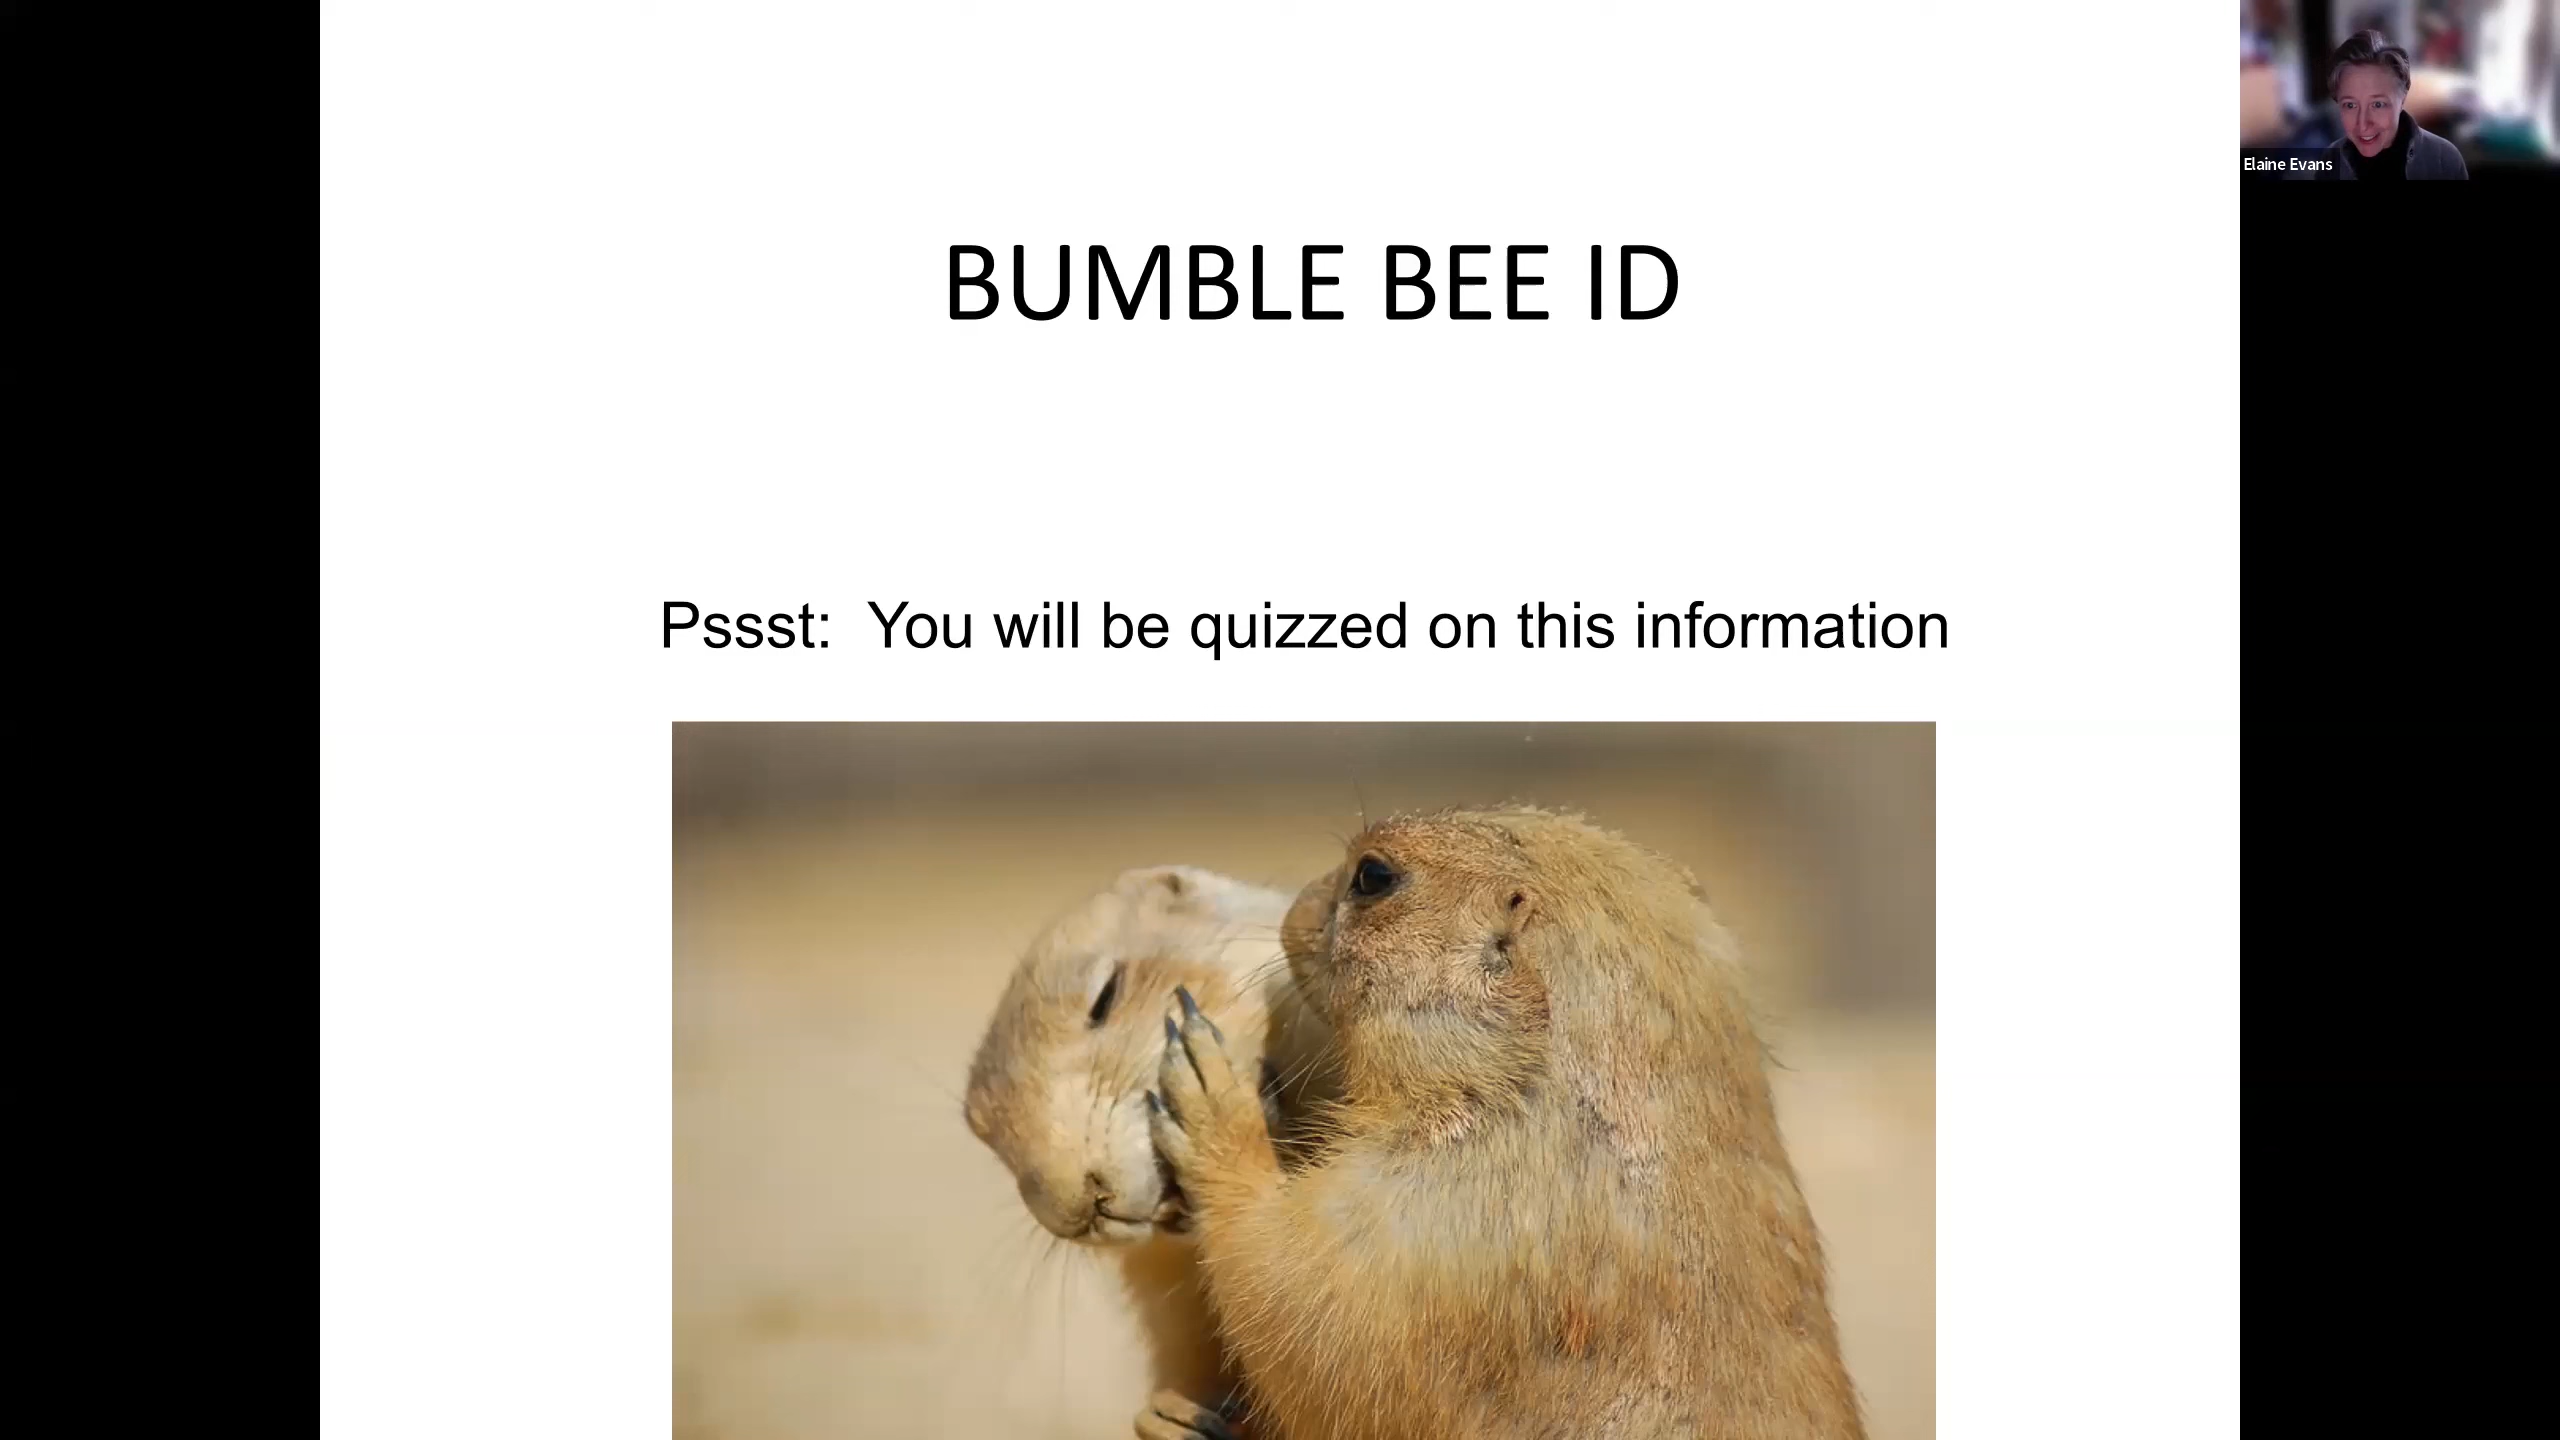 BUMBLE BEE ID
Elaine Evans
Pssst:  You will be quizzed on this information